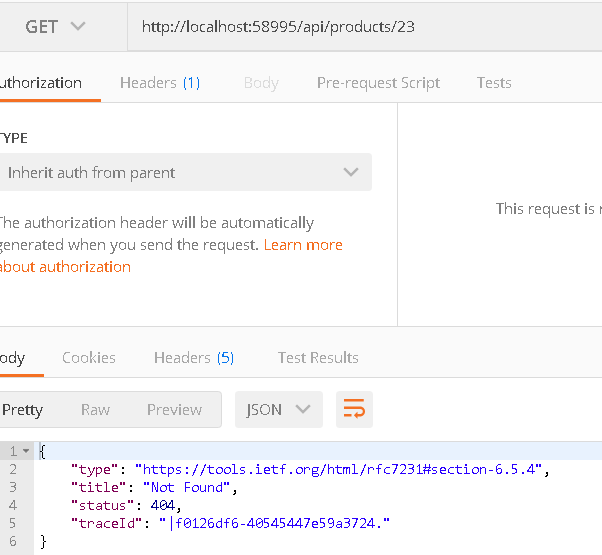 GET http://localhost:58995/api/products/23
uthorization Headers (1) Body Pre-request Script Tests
TYPE
Inherit auth from parent
The authorization header will be automatically
generated when you send the request. Learn more
about authorization
This request is r
ody Cookies Headers (5) Test Results
Pretty Raw Preview JSON
1 {
2 "type": "https://tools.ietf.org/html/rfc7231#section-6.5.4",
3 "title": "Not Found",
4 "status": 404,
5 "traceId": "|f0126df6-40545447e59a3724."
6 }